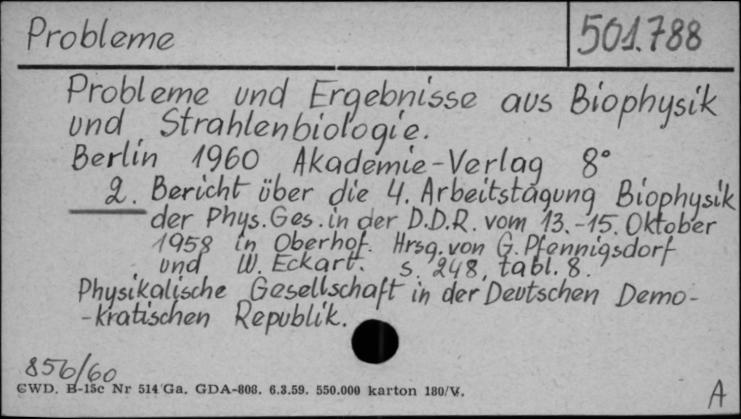 Probleme
501.788
Probleme und Ergebnisse aus Biophysik
und Strahlenbiologie.
Berlin 1960 Akademie-Verlag 8°
2. Bericht über die 4. Arbeitstagung Biophysik
der Phys. Ges. in der D.D.R. vom 13.-15. Oktober
1958 in Oberhof. Hrsg. von G. Pfennigsdorf
und W. Eckart. s. 248, tabl. 8.
Physikalische Gesellschaft in der Deutschen Demo-
-kratischen Republik.
856/60
CWD. B-15c Nr 514 Ga. GDA-808. 6.3.59. 550.000 karton 180/V.
A